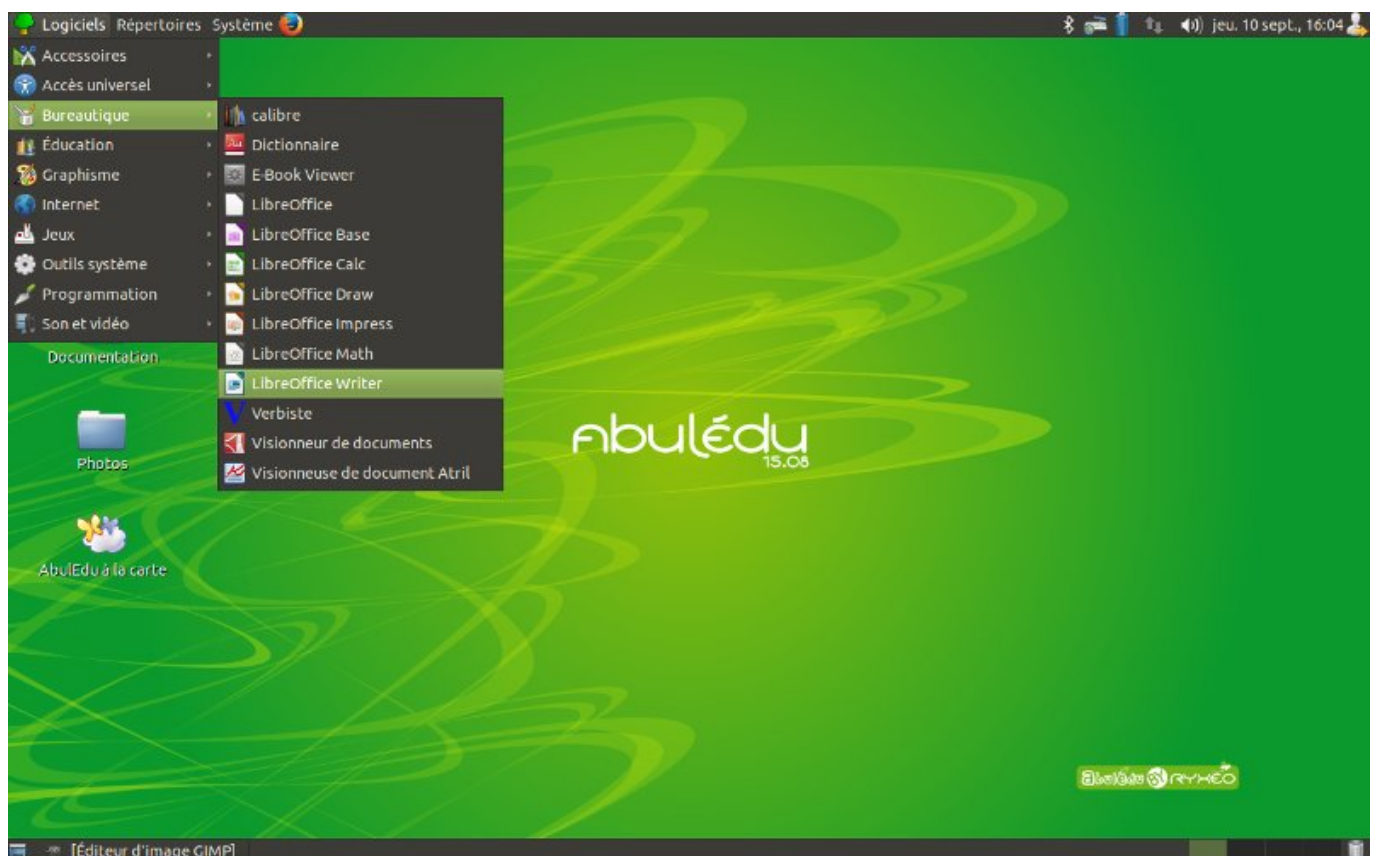 Logiciels Répertoires Système jeu. 10 sept., 16:04
Accessoires
Accès universel
Bureautique
Éducation
Graphisme
Internet
Jeux
Outils système
Programmation
Son et vidéo
calibre
Dictionnaire
E-Book Viewer
LibreOffice
LibreOffice Base
LibreOffice Calc
LibreOffice Draw
LibreOffice Impress
LibreOffice Math
LibreOffice Writer
Verbiste
Visionneur de documents
Visionneuse de document Atril
Documentation
Photos
AbulEdu à la carte
Abulédu
15.08
Abulédu RYXÉO
[Éditeur d'image GIMP]